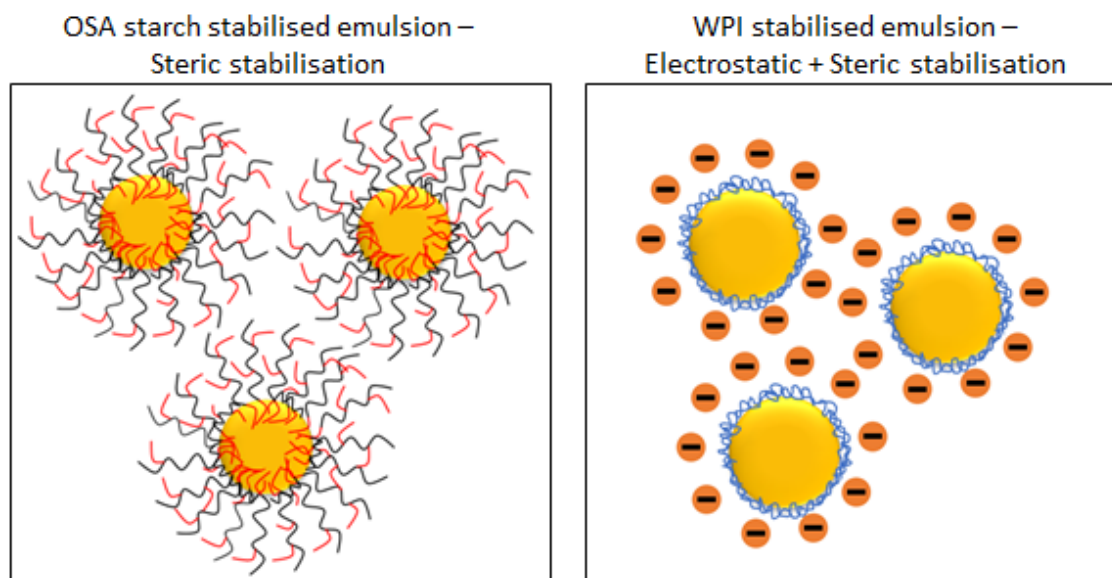 OSA starch stabilised emulsion –
Steric stabilisation
WPI stabilised emulsion –
Electrostatic + Steric stabilisation